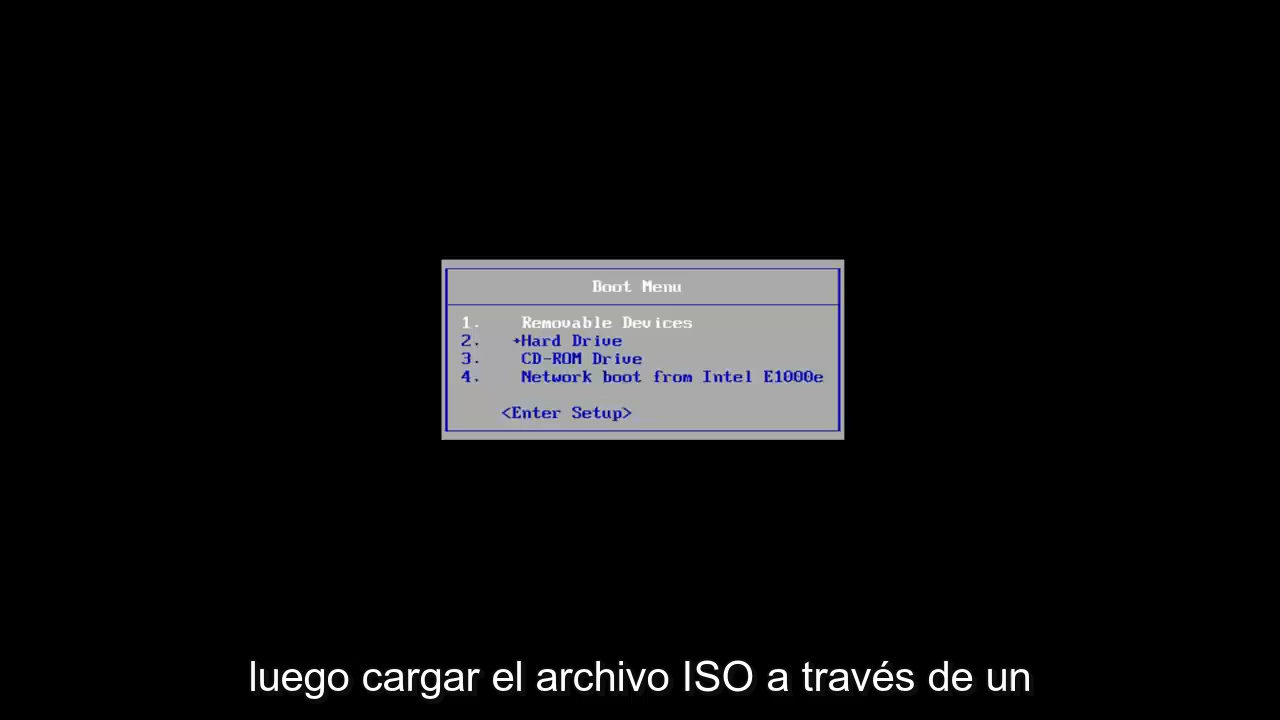 Boot Menu
1. Removable Devices
2. +Hard Drive
3. CD-ROM Drive
4. Network boot from Intel E1000e
<Enter Setup>
luego cargar el archivo ISO a través de un